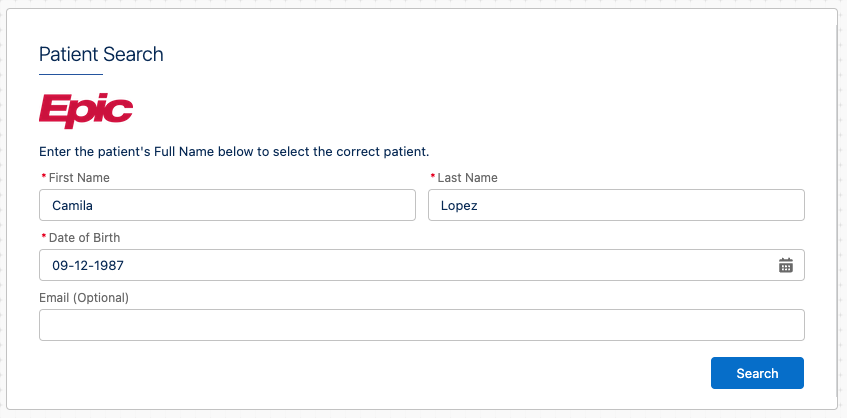 Patient Search
Epic
Enter the patient's Full Name below to select the correct patient.
* First Name * Last Name
Camila Lopez
* Date of Birth
09-12-1987
Email (Optional)
Search